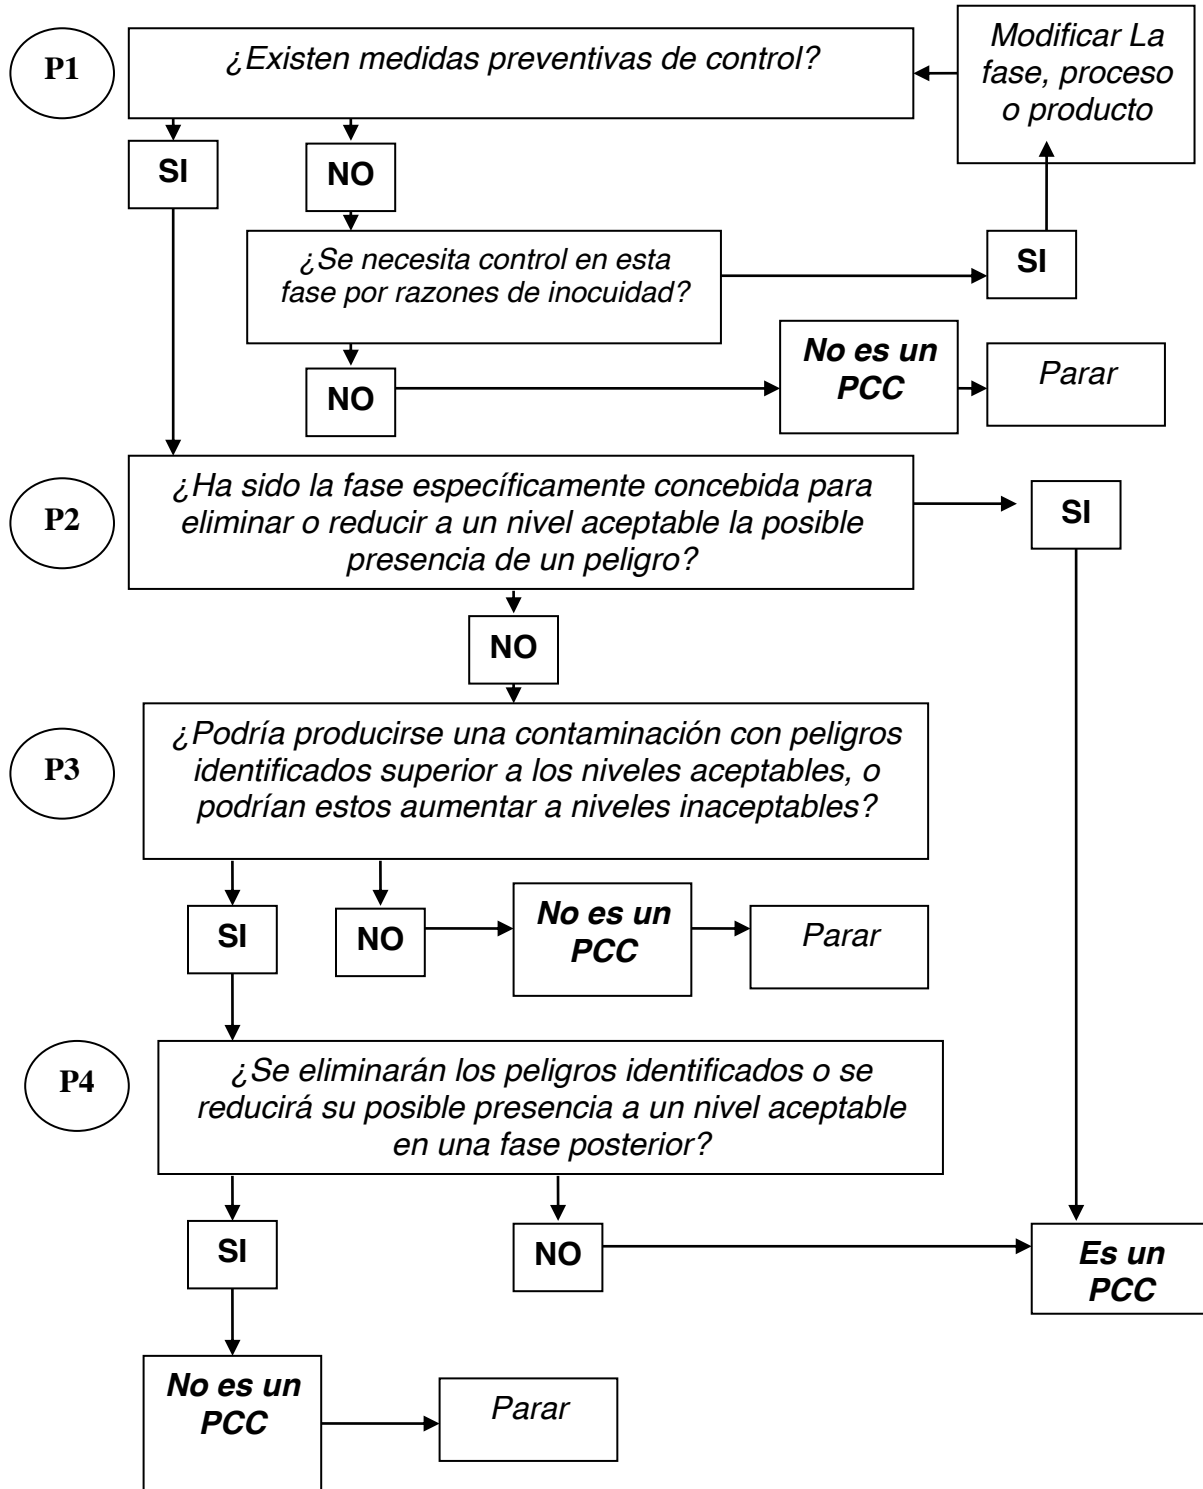 P1
¿Existen medidas preventivas de control?
Modificar La
fase, proceso
o producto
SI
NO
¿Se necesita control en esta
fase por razones de inocuidad?
SI
NO
No es un
PCC
Parar
P2
¿Ha sido la fase específicamente concebida para
eliminar o reducir a un nivel aceptable la posible
presencia de un peligro?
SI
NO
P3
¿Podría producirse una contaminación con peligros
identificados superior a los niveles aceptables, o
podrían estos aumentar a niveles inaceptables?
SI
NO
No es un
PCC
Parar
P4
¿Se eliminarán los peligros identificados o se
reducirá su posible presencia a un nivel aceptable
en una fase posterior?
SI
NO
Es un
PCC
No es un
PCC
Parar